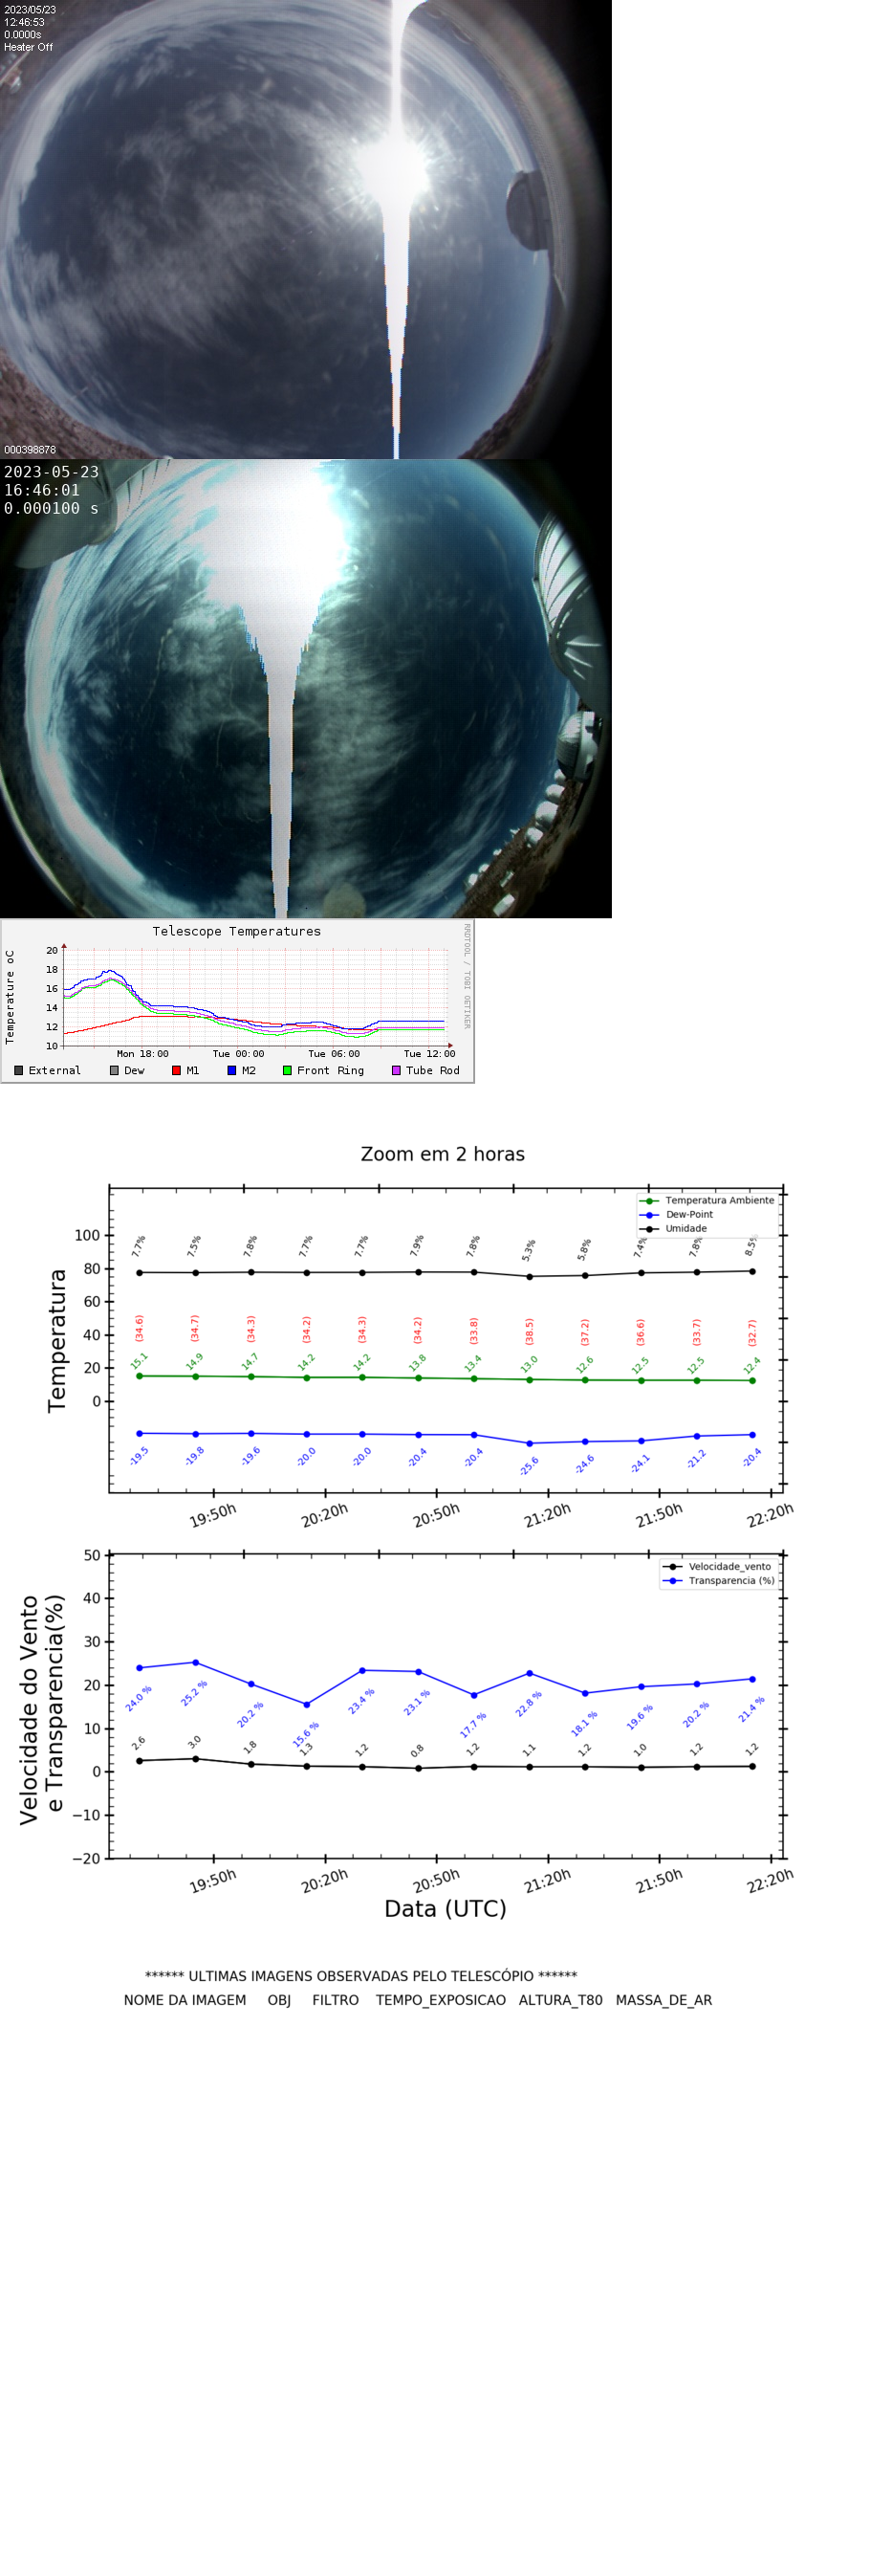 2023/05/23
12:46:53
0.0000s
Heater Off
000398878
2023-05-23
16:46:01
0.000100 s
Telescope Temperatures
RRDTOOL / TOBI OETIKER
Temperature oC
20
18
16
14
12
10
Mon 18:00 Tue 00:00 Tue 06:00 Tue 12:00
External Dew M1 M2 Front Ring Tube Rod
Zoom em 2 horas
Temperatura Ambiente
Dew-Point
Umidade
Temperatura
100
80
60
40
20
0
7.7% 7.5% 7.8% 7.7% 7.7% 7.9% 7.8% 5.3% 5.8% 7.4% 7.8% 8.5%
(34.6) (34.7) (34.3) (34.2) (34.3) (34.2) (33.8) (38.5) (37.2) (36.6) (33.7) (32.7)
15.1 14.9 14.7 14.2 14.2 13.8 13.4 13.0 12.6 12.5 12.5 12.4
-19.5 -19.8 -19.6 -20.0 -20.0 -20.4 -20.4 -25.6 -24.6 -24.1 -21.2 -20.4
19:50h 20:20h 20:50h 21:20h 21:50h 22:20h
Velocidade_vento
Transparencia (%)
Velocidade do Vento
e Transparencia(%)
50
40
30
20
10
0
−10
−20
24.0 % 25.2 % 20.2 % 15.6 % 23.4 % 23.1 % 17.7 % 22.8 % 18.1 % 19.6 % 20.2 % 21.4 %
2.6 3.0 1.8 1.3 1.2 0.8 1.2 1.1 1.2 1.0 1.2 1.2
19:50h 20:20h 20:50h 21:20h 21:50h 22:20h
Data (UTC)
****** ULTIMAS IMAGENS OBSERVADAS PELO TELESCÓPIO ******
NOME DA IMAGEM OBJ FILTRO TEMPO_EXPOSICAO ALTURA_T80 MASSA_DE_AR